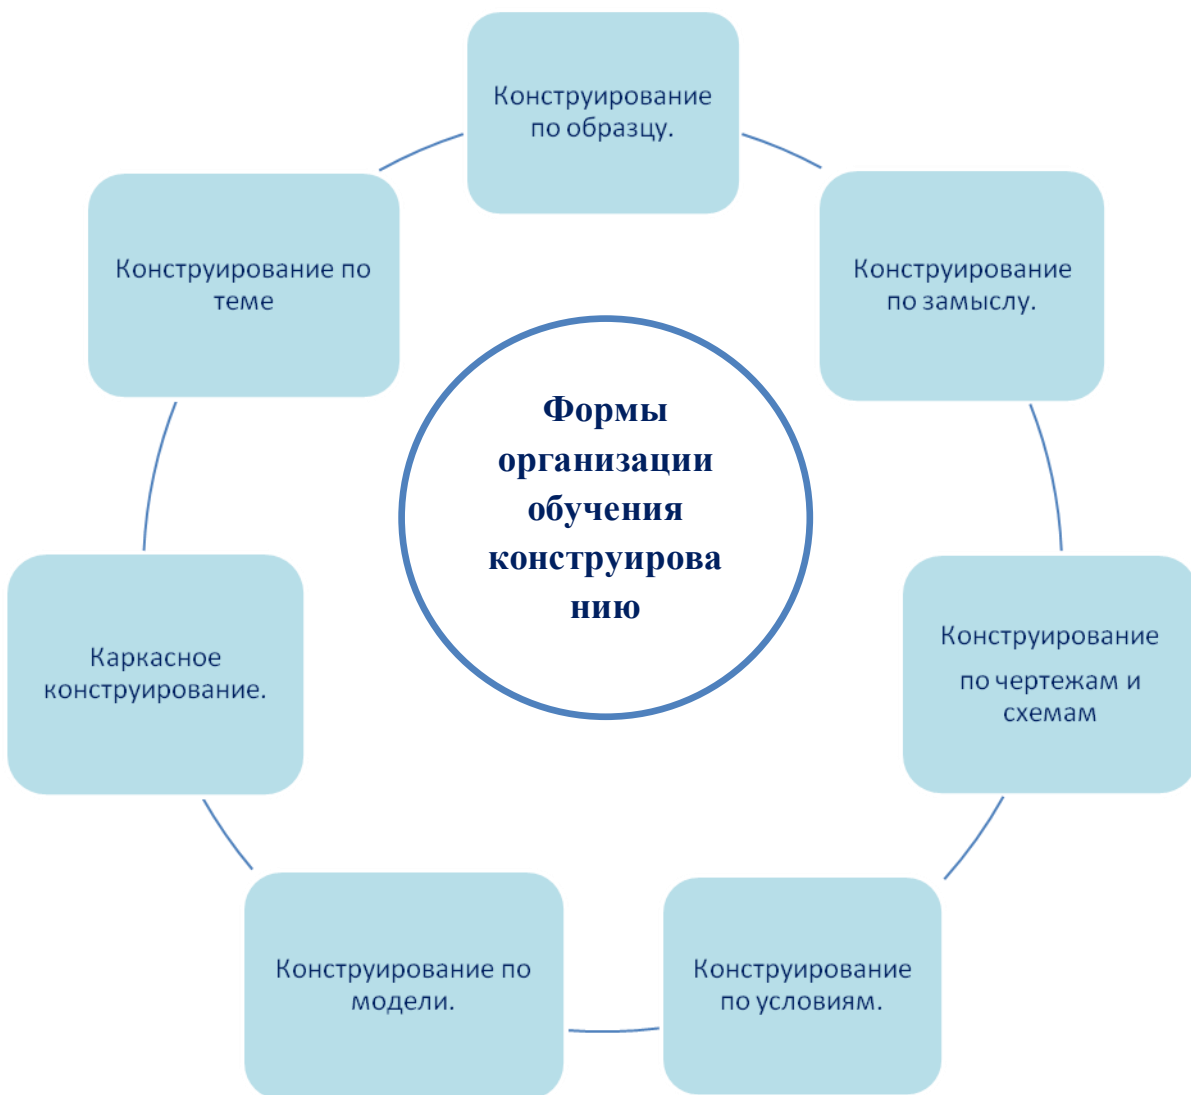 Конструирование
по образцу.
Конструирование
по замыслу.
Конструирование
по чертежам и
схемам
Конструирование
по условиям.
Конструирование по
модели.
Каркасное
конструирование.
Конструирование по
теме
Формы
организации
обучения
конструирова
нию